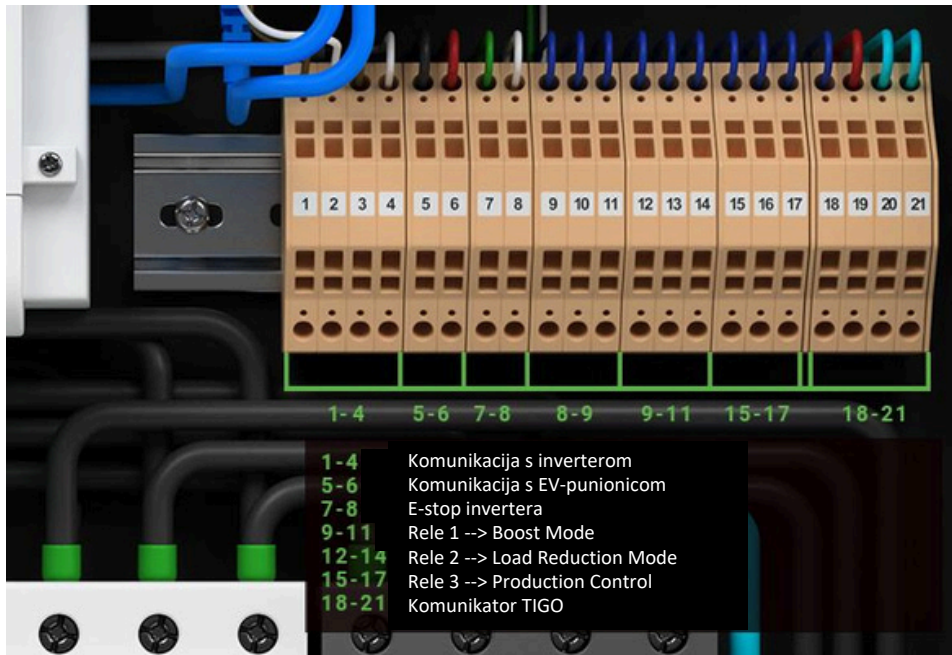 1 2 3 4 5 6 7 8 9 10 11 12 13 14 15 16 17 18 19 20 21
1-4 5-6 7-8 8-9 9-11 15-17 18-21
1-4 Komunikacija s inverterom
5-6 Komunikacija s EV-punionicom
7-8 E-stop invertera
9-11 Rele 1 --> Boost Mode
12-14 Rele 2 --> Load Reduction Mode
15-17 Rele 3 --> Production Control
18-21 Komunikator TIGO